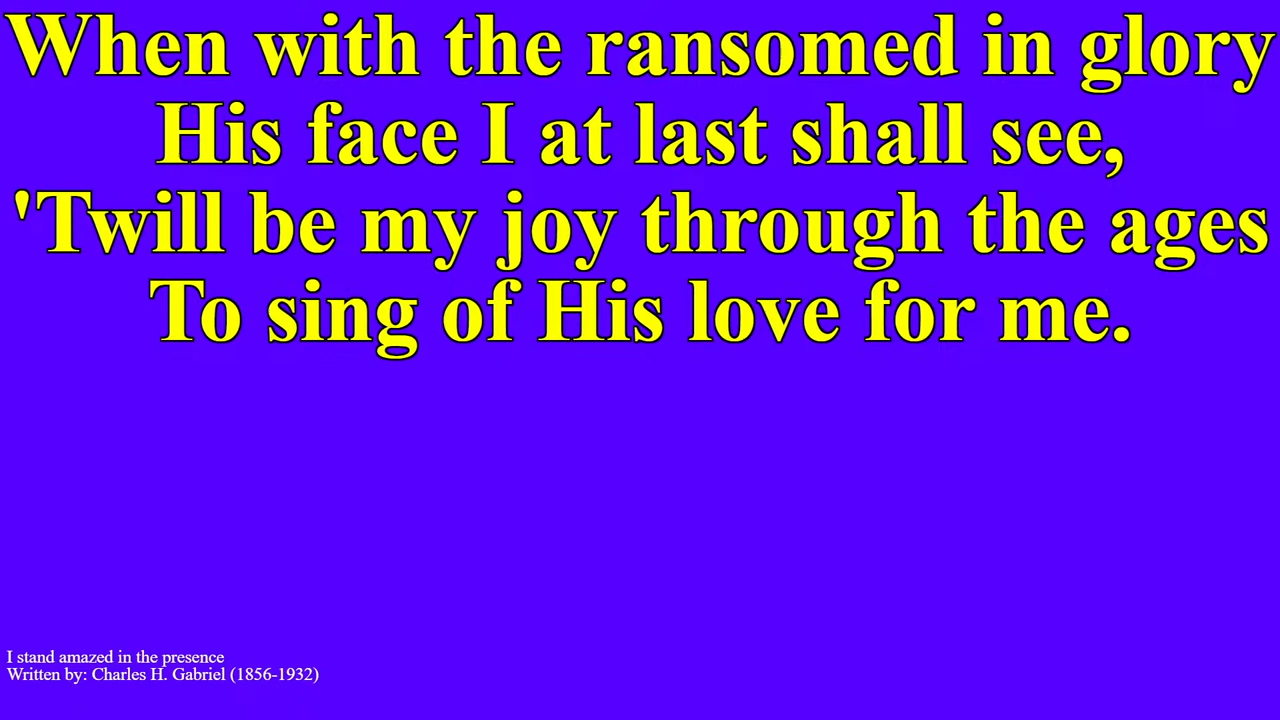 When with the ransomed in glory
His face I at last shall see,
'Twill be my joy through the ages
To sing of His love for me.
I stand amazed in the presence
Written by: Charles H. Gabriel (1856-1932)